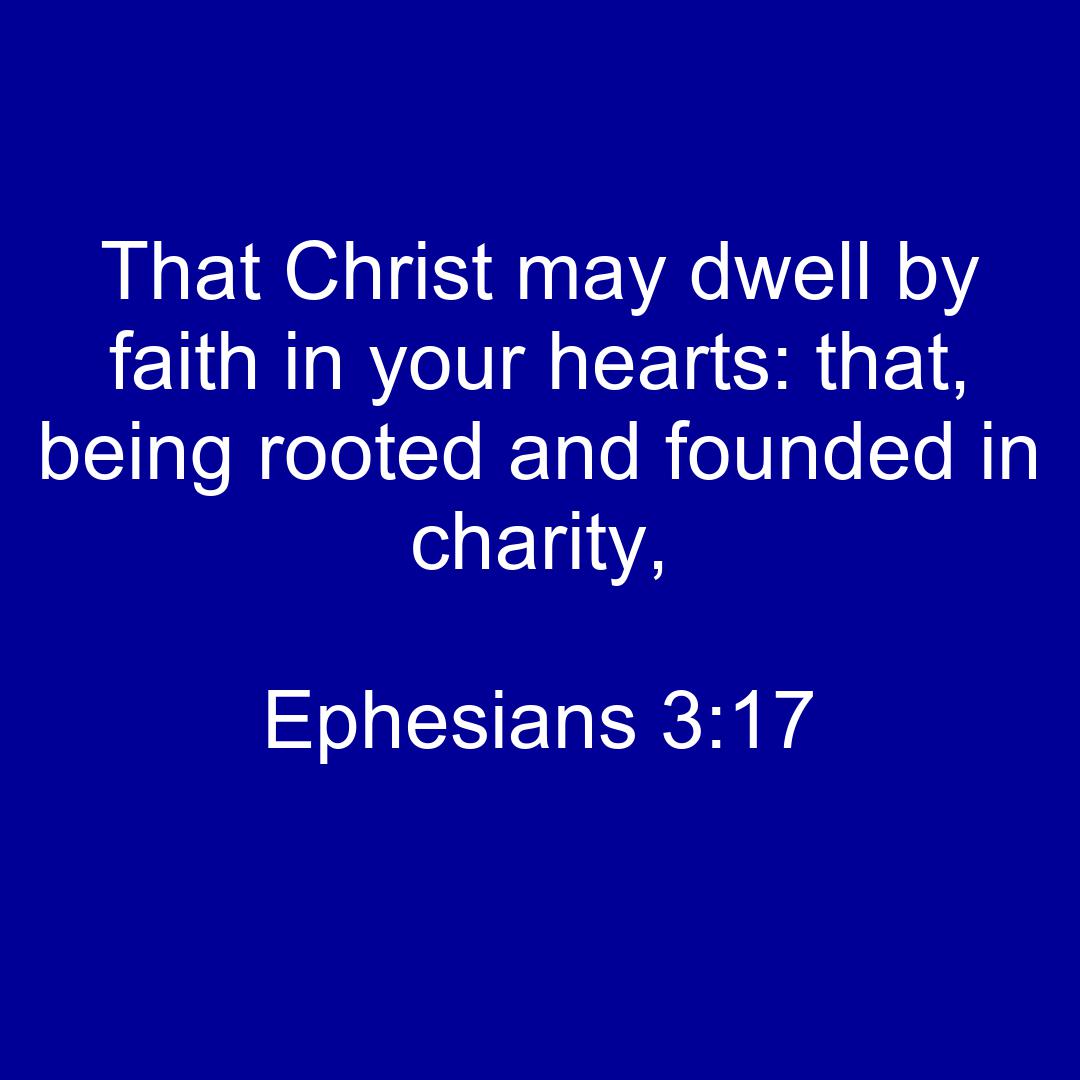 That Christ may dwell by
faith in your hearts: that,
being rooted and founded in
charity,
Ephesians 3:17